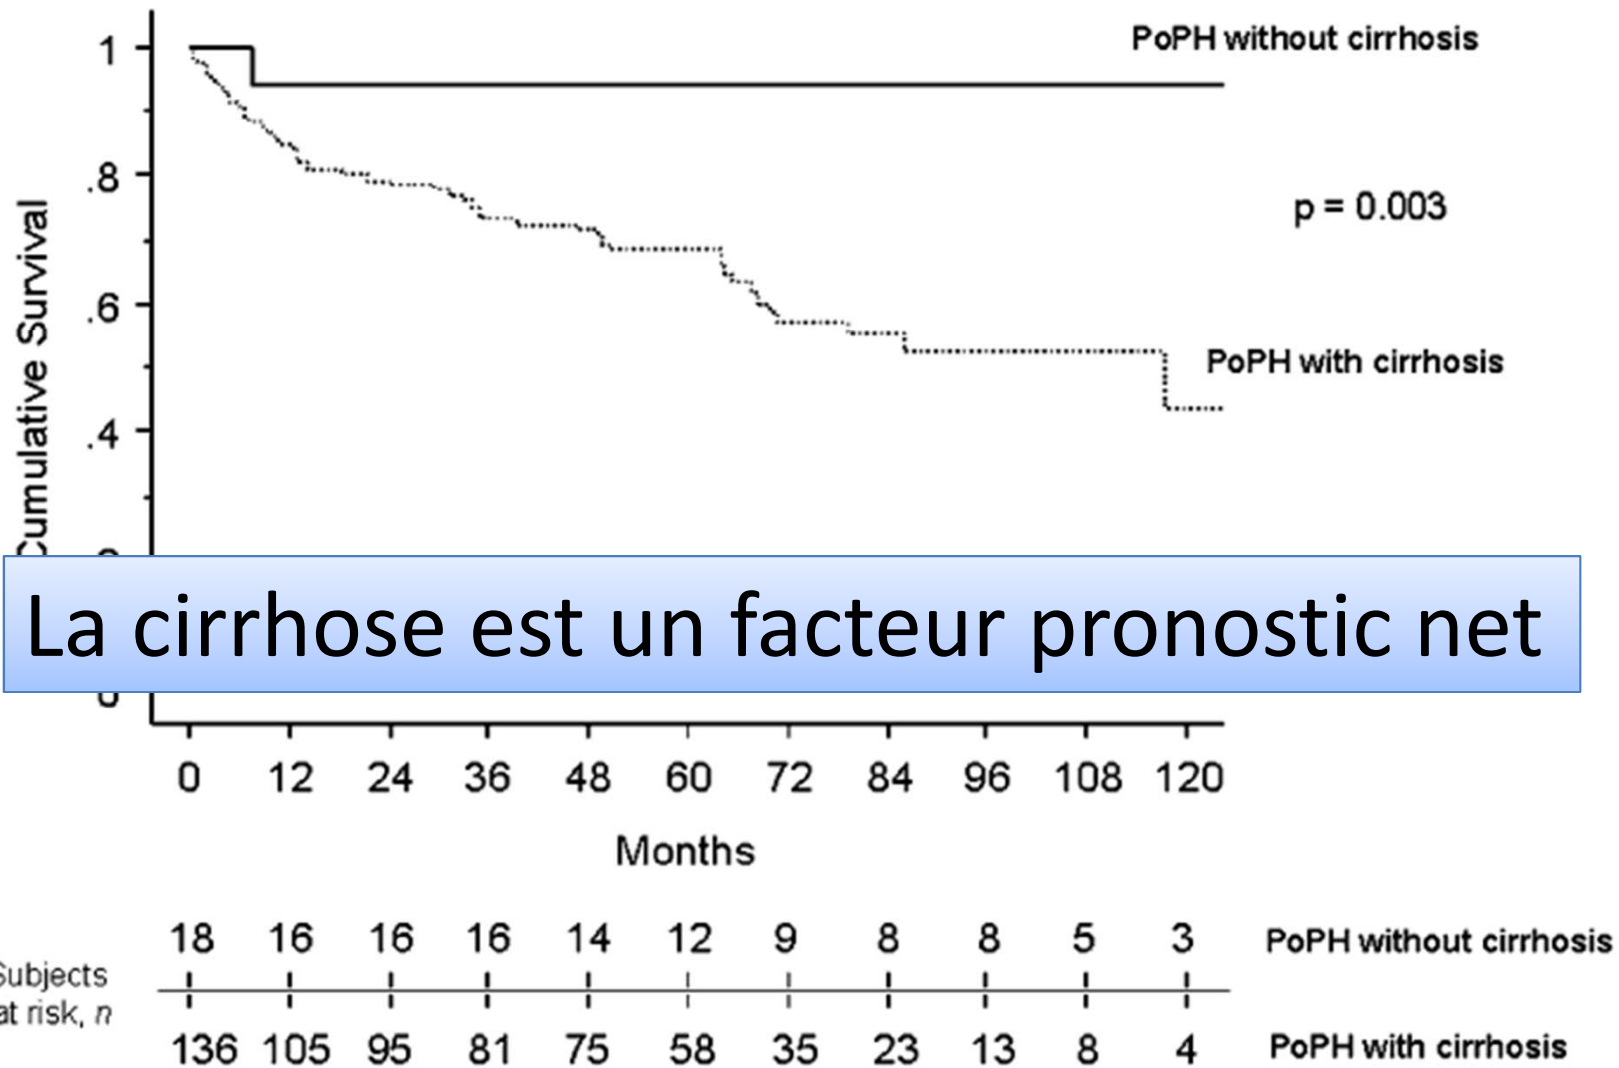 PoPH without cirrhosis
1
.8
p = 0.003
.6
PoPH with cirrhosis
.4
Cumulative Survival
La cirrhose est un facteur pronostic net
0 12 24 36 48 60 72 84 96 108 120
Months
18 16 16 16 14 12 9 8 8 5 3 PoPH without cirrhosis
Subjects
at risk, n
136 105 95 81 75 58 35 23 13 8 4 PoPH with cirrhosis